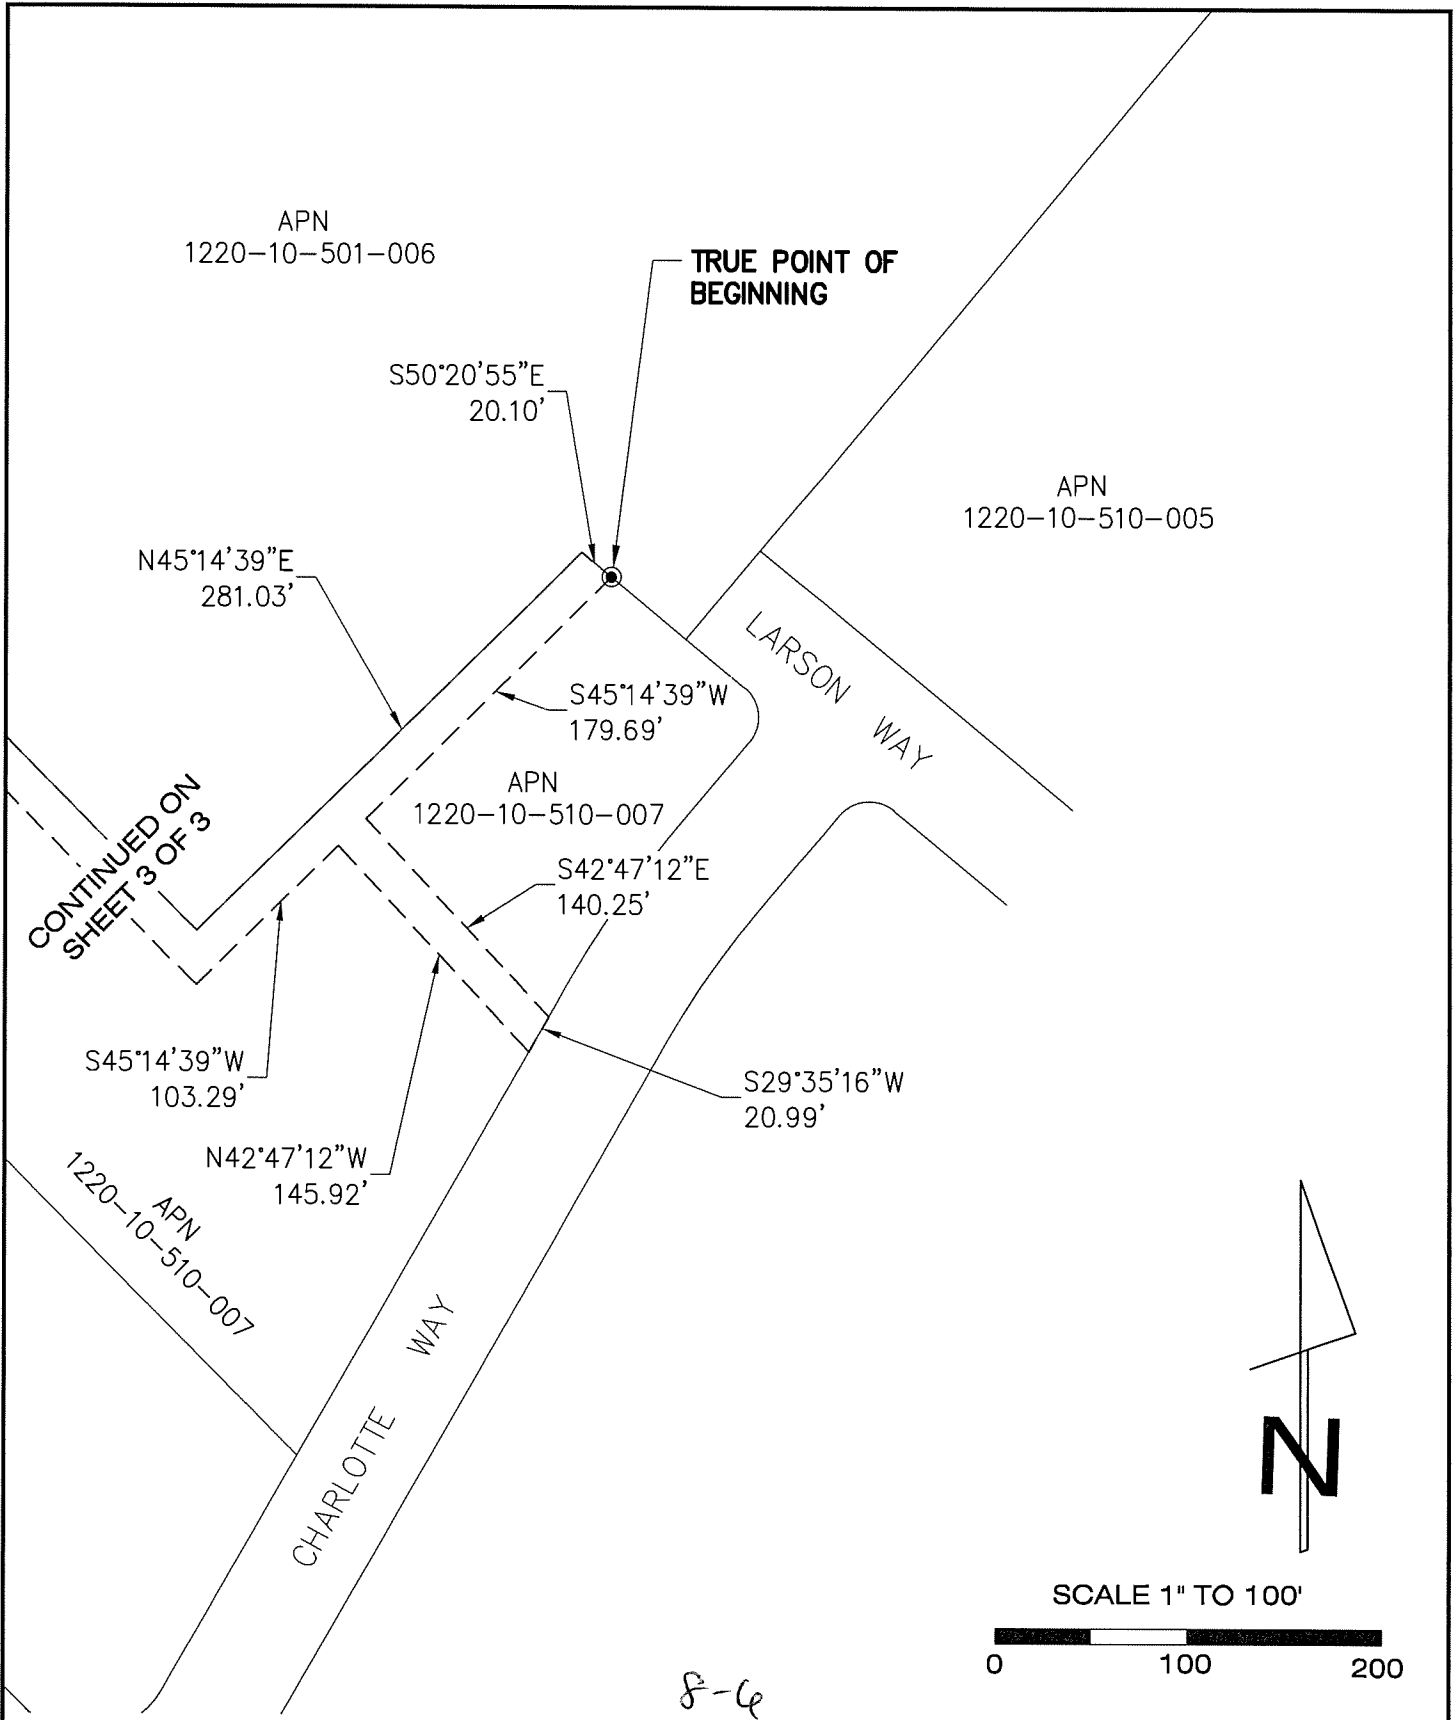 APN
1220-10-501-006
TRUE POINT OF
BEGINNING
S50°20'55"E
20.10'
APN
1220-10-510-005
N45°14'39"E
281.03'
LARSON WAY
S45°14'39"W
179.69'
APN
1220-10-510-007
CONTINUED ON
SHEET 3 OF 3
S42°47'12"E
140.25'
S45°14'39"W
103.29'
S29°35'16"W
20.99'
N42°47'12"W
145.92'
APN
1220-10-510-007
CHARLOTTE WAY
N
SCALE 1" TO 100'
0 100 200